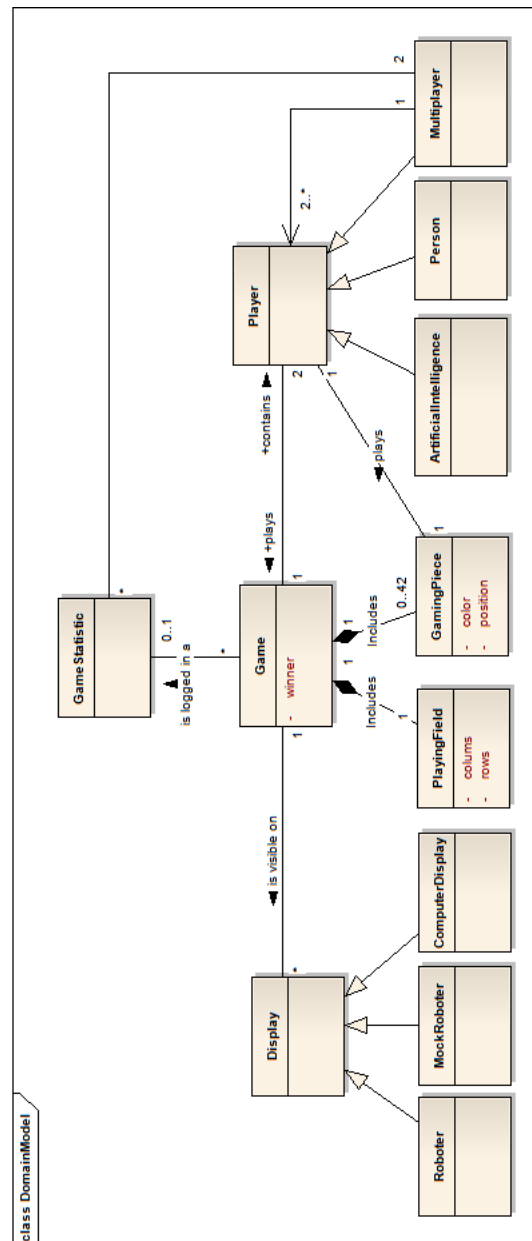 class DomainModel
GameStatistic
*
2
0..1
is logged in a
*
Display
*
is visible on
1
Game
- winner
1
+plays
+contains
2
Player
1
2..*
1
1
Includes
1
1
Includes
0..42
plays
1
Roboter
MockRoboter
ComputerDisplay
PlayingField
- colums
- rows
GamingPiece
- color
- position
ArtificialIntelligence
Person
Multiplayer